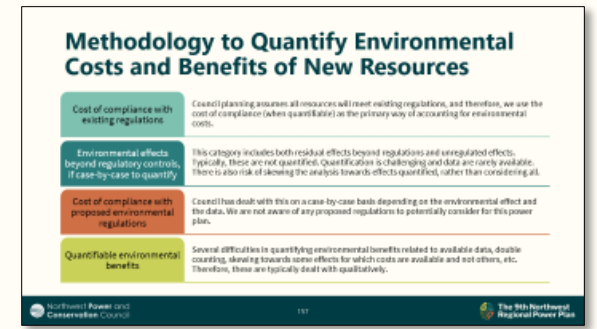 Methodology to Quantify Environmental
Costs and Benefits of New Resources
Cost of compliance with
existing regulations
Council planning assumes all resources will meet existing regulations, and therefore, we use the
cost of compliance (when quantifiable) as the primary way of accounting for environmental
costs.
Environmental effects
beyond regulatory controls,
if case-by-case to quantify
This category includes both residual effects beyond regulations and unregulated effects.
Typically, these are not quantified. Quantification is challenging and data are rarely available.
There is also risk of skewing the analysis towards effects quantified, rather than considering all.
Cost of compliance with
proposed environmental
regulations
Council has dealt with this on a case-by-case basis depending on the environmental effect and
the data. We are not aware of any proposed regulations to potentially consider for this power
plan.
Quantifiable environmental
benefits
Several difficulties in quantifying environmental benefits related to available data, double
counting, skewing towards some effects for which costs are available and not others, etc.
Therefore, these are typically dealt with qualitatively.
Northwest Power and
Conservation Council
157
The 9th Northwest
Regional Power Plan